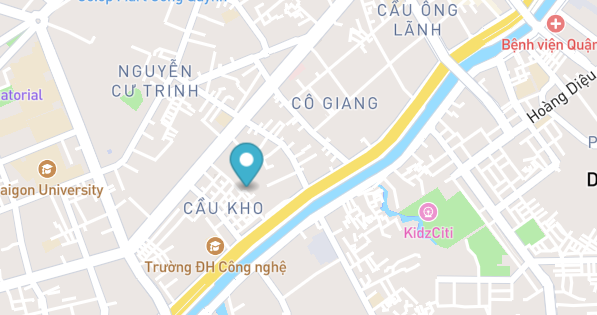 CẦU ÔNG
LÃNH
Bệnh viện Quận
NGUYỄN
CƯ TRINH
CÔ GIANG
Hoàng Diệu
aigon University
CẦU KHO
KidzCiti
Trường ĐH Công nghệ